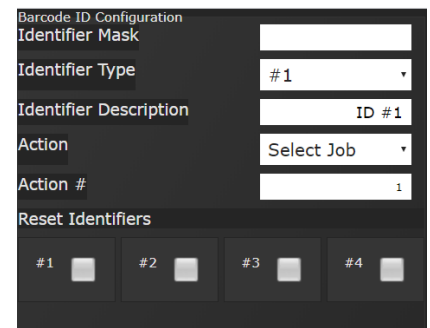 Barcode ID Configuration
Identifier Mask
Identifier Type #1
Identifier Description ID #1
Action Select Job
Action # 1
Reset Identifiers
#1 #2 #3 #4